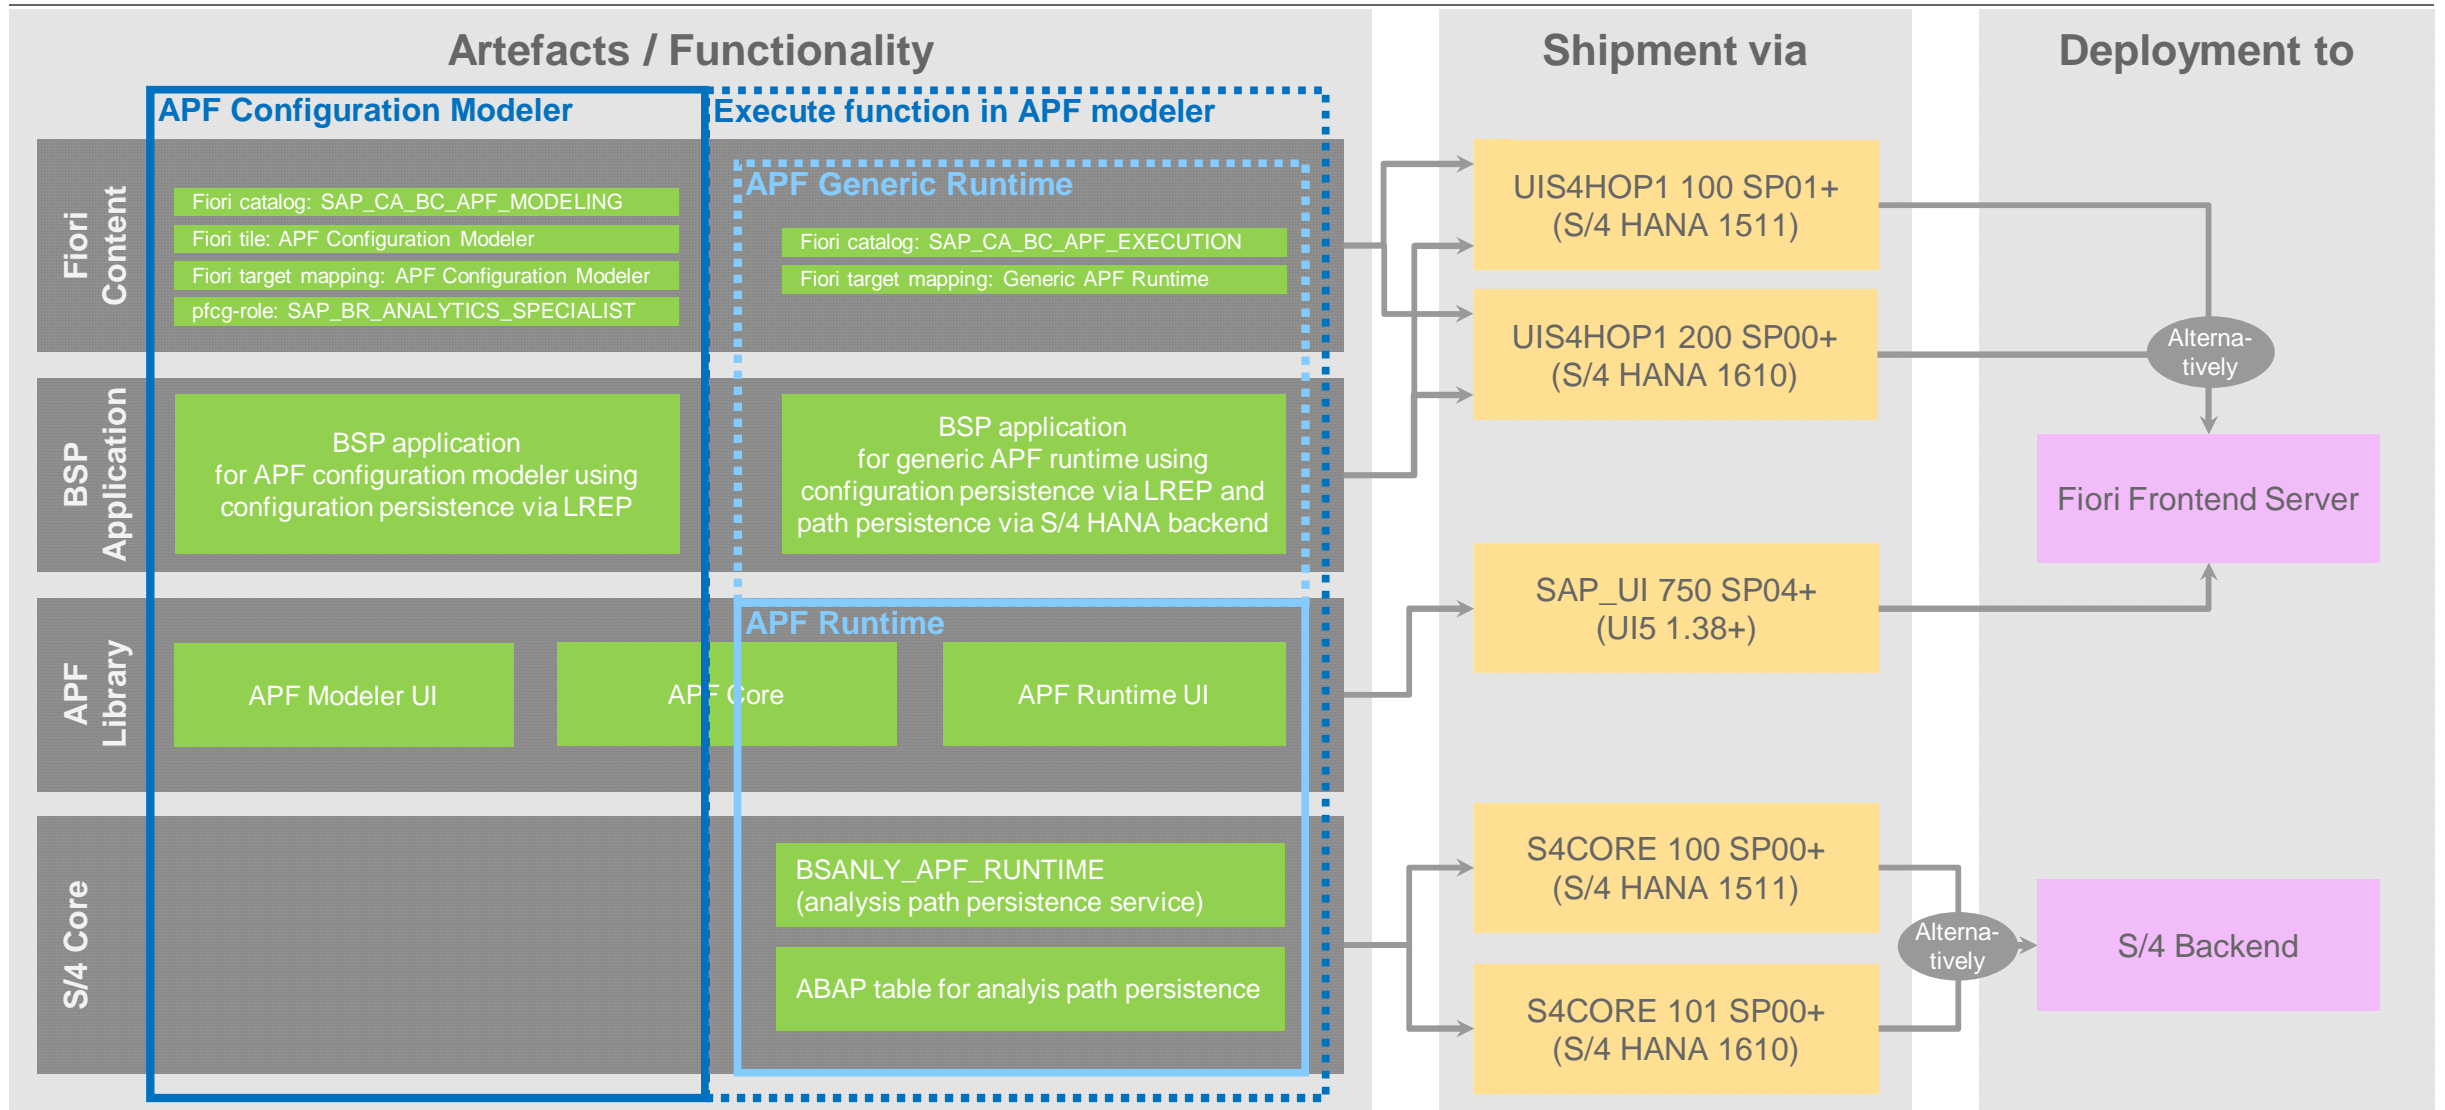 Artefacts / Functionality
Shipment via
Deployment to
APF Configuration Modeler
Execute function in APF modeler
Fiori
Content
Fiori catalog: SAP_CA_BC_APF_MODELING
Fiori tile: APF Configuration Modeler
Fiori target mapping: APF Configuration Modeler
pfcg-role: SAP_BR_ANALYTICS_SPECIALIST
APF Generic Runtime
Fiori catalog: SAP_CA_BC_APF_EXECUTION
Fiori target mapping: Generic APF Runtime
BSP
Application
BSP application
for APF configuration modeler using
configuration persistence via LREP
BSP application
for generic APF runtime using
configuration persistence via LREP and
path persistence via S/4 HANA backend
APF
Library
APF Modeler UI
APF Core
APF Runtime
APF Runtime UI
S/4 Core
BSANLY_APF_RUNTIME
(analysis path persistence service)
ABAP table for analyis path persistence
UIS4HOP1 100 SP01+
(S/4 HANA 1511)
UIS4HOP1 200 SP00+
(S/4 HANA 1610)
SAP_UI 750 SP04+
(UI5 1.38+)
S4CORE 100 SP00+
(S/4 HANA 1511)
S4CORE 101 SP00+
(S/4 HANA 1610)
Alterna-
tively
Fiori Frontend Server
Alterna-
tively
S/4 Backend